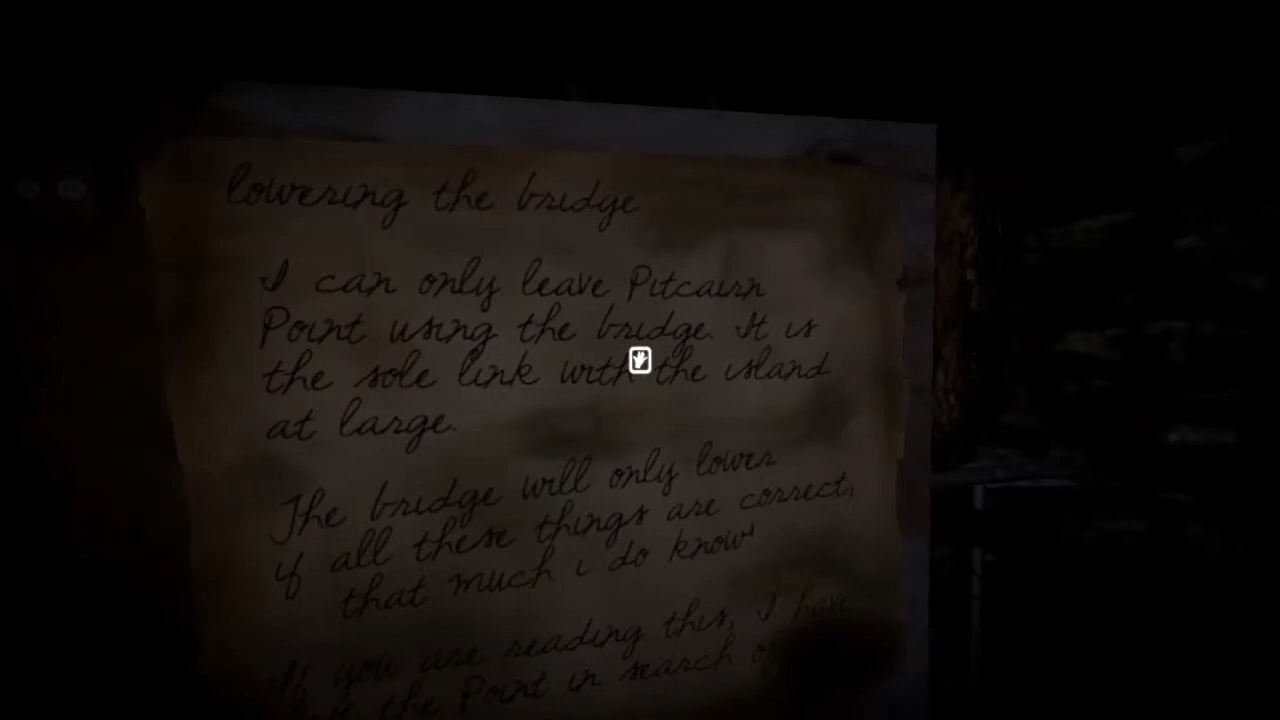 lowering the bridge
I can only leave Pitcairn
Point using the bridge. It is
the sole link with the island
at large.
The bridge will only lower
if all these things are correct,
that much i do know
If you are reading this, I have
the Point in search